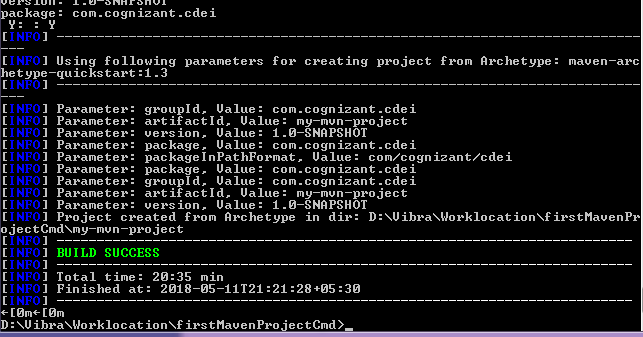 version: 1.0-SNAPSHOT
package: com.cognizant.cdei
 Y: : Y
[INFO] ------------------------------------------------------------------------
---
[INFO] Using following parameters for creating project from Archetype: maven-arc
hetype-quickstart:1.3
[INFO] ------------------------------------------------------------------------
---
[INFO] Parameter: groupId, Value: com.cognizant.cdei
[INFO] Parameter: artifactId, Value: my-mvn-project
[INFO] Parameter: version, Value: 1.0-SNAPSHOT
[INFO] Parameter: package, Value: com.cognizant.cdei
[INFO] Parameter: packageInPathFormat, Value: com/cognizant/cdei
[INFO] Parameter: package, Value: com.cognizant.cdei
[INFO] Parameter: groupId, Value: com.cognizant.cdei
[INFO] Parameter: artifactId, Value: my-mvn-project
[INFO] Parameter: version, Value: 1.0-SNAPSHOT
[INFO] Project created from Archetype in dir: D:\Vibra\Worklocation\firstMavenPr
ojectCmd\my-mvn-project
[INFO] ------------------------------------------------------------------------
[INFO] BUILD SUCCESS
[INFO] ------------------------------------------------------------------------
[INFO] Total time: 20:35 min
[INFO] Finished at: 2018-05-11T21:21:28+05:30
[INFO] ------------------------------------------------------------------------
←[0m←[0m
D:\Vibra\Worklocation\firstMavenProjectCmd>_